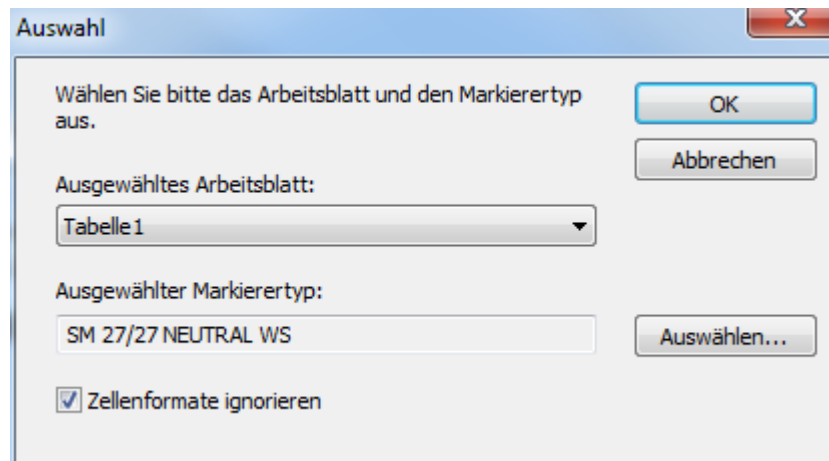 Auswahl
Wählen Sie bitte das Arbeitsblatt und den Markierertyp
aus.
OK
Abbrechen
Ausgewähltes Arbeitsblatt:
Tabelle1
Ausgewählter Markierertyp:
SM 27/27 NEUTRAL WS
Auswählen...
Zellenformate ignorieren